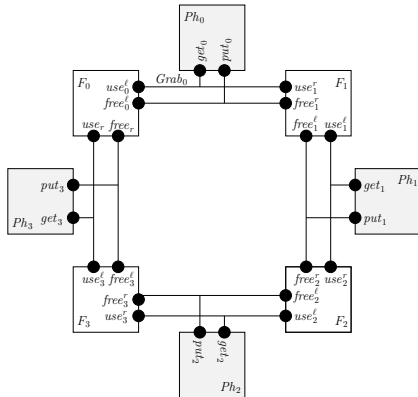 Ph_0
get_0 put_0
Grab_0
F_0 use_0^ℓ use_1^r F_1
free_0^ℓ free_1^r
use_r free_r free_1^ℓ use_1^ℓ
put_3 get_1 Ph_1
get_3 put_1
Ph_3
use_3^ℓ free_3^ℓ free_2^r use_2^r
free_3^r free_2^ℓ
use_3^r use_2^ℓ
F_3 F_2
put_2 get_2
Ph_2